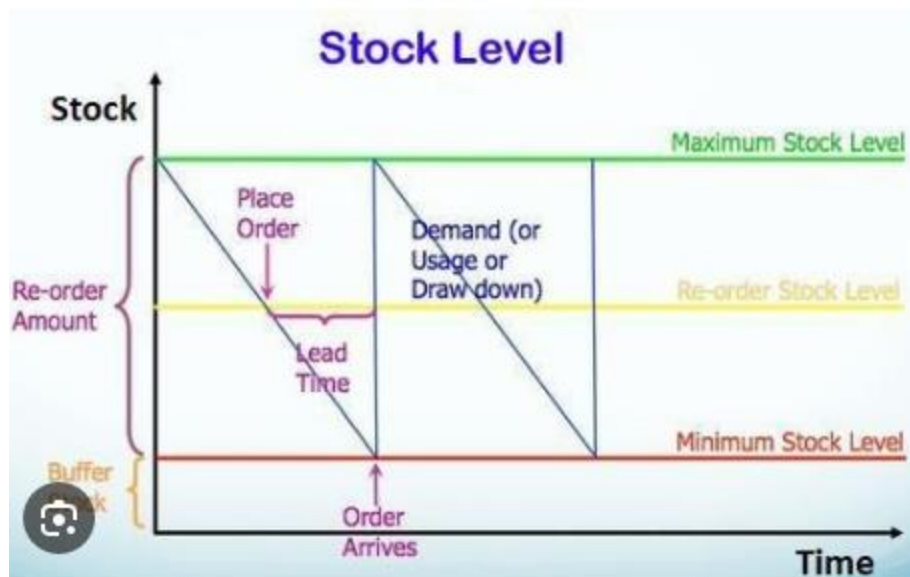 Stock Level
Stock
Maximum Stock Level
Place
Order
Demand (or
Usage or
Draw down)
Re-order
Amount
Re-order Stock Level
Lead
Time
Minimum Stock Level
Buffer
Order
Arrives
Time